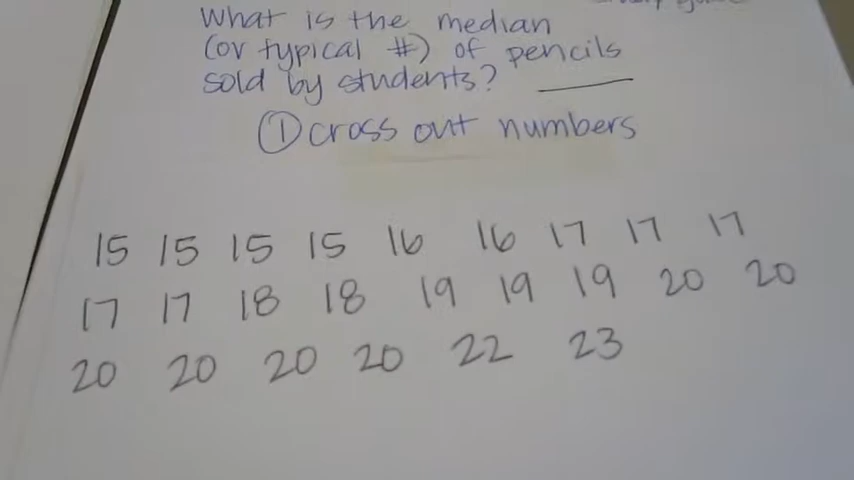 What is the median
(or typical #) of pencils
sold by students? ______
① cross out numbers
15 15 15 15 16 16 17 17 17
17 17 18 18 19 19 19 20 20
20 20 20 20 22 23